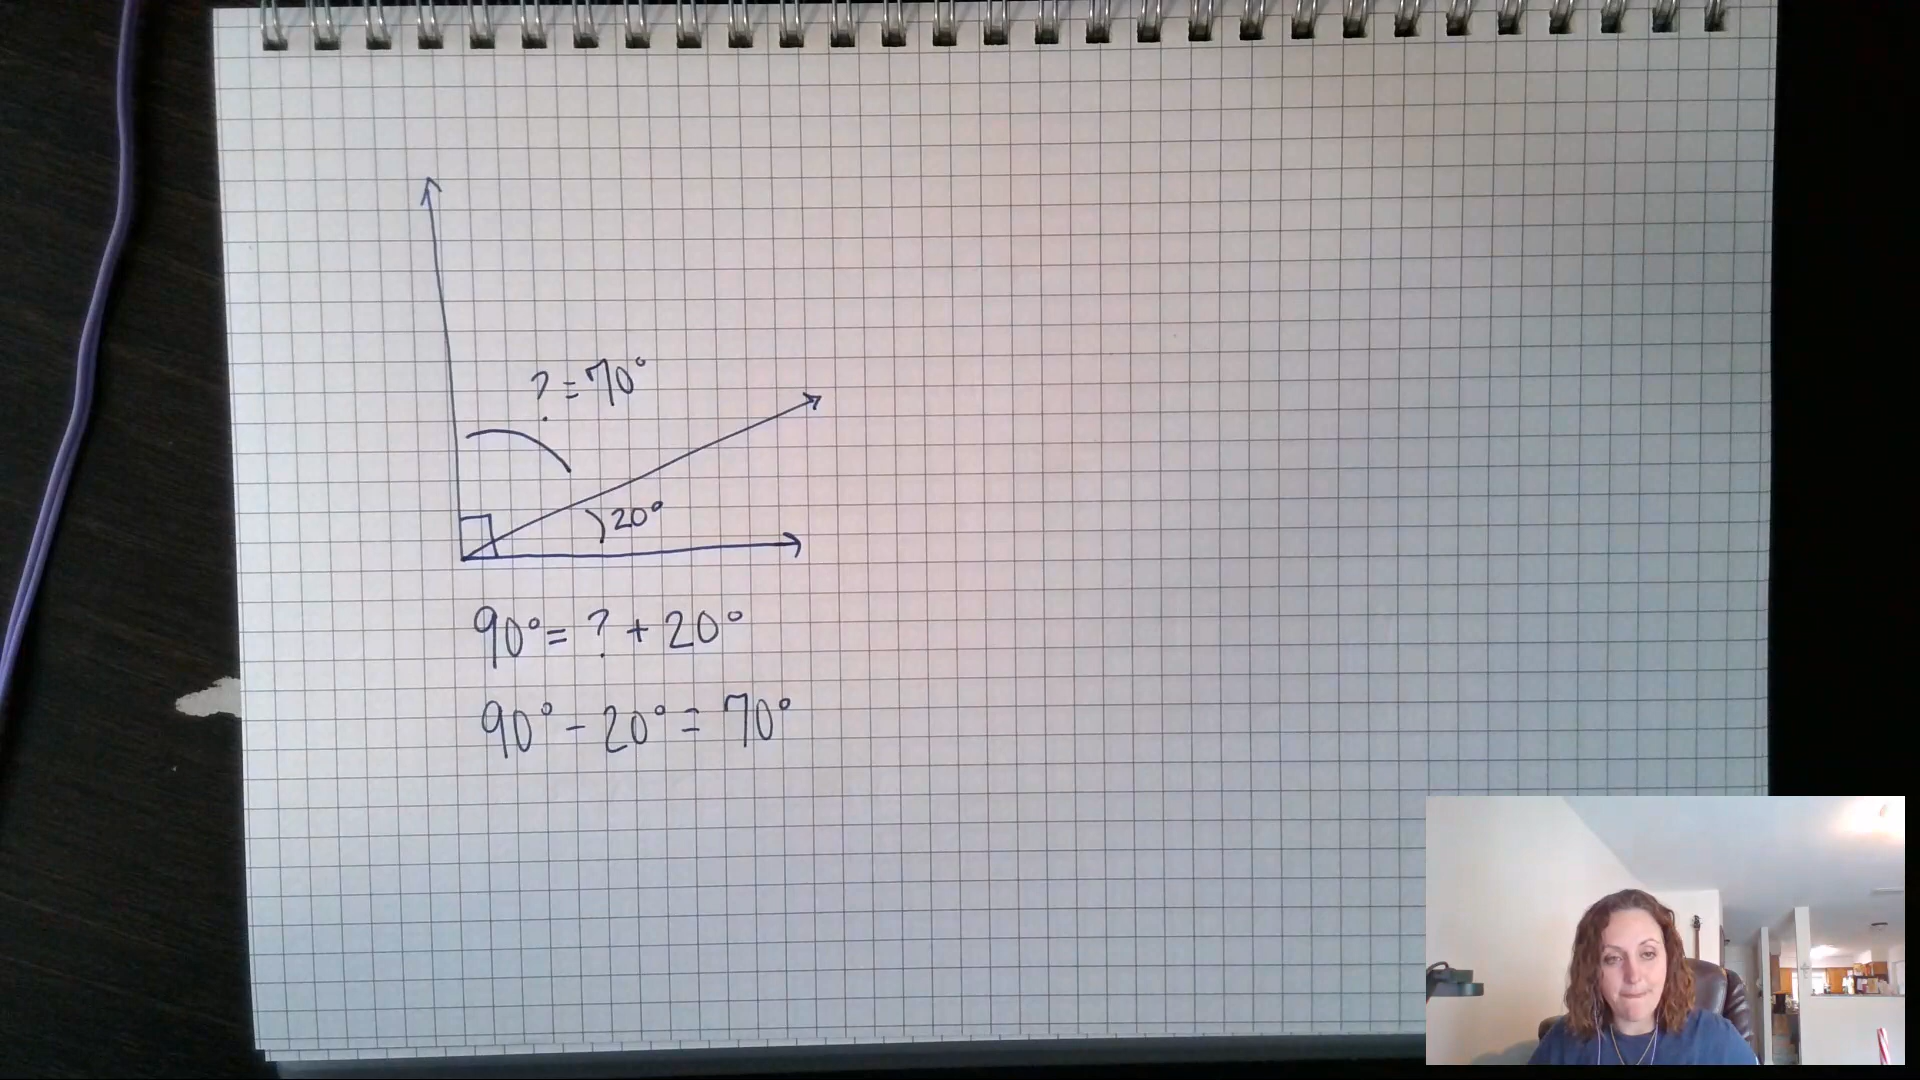 ? = 70°
20°
90° = ? + 20°
90° - 20° = 70°